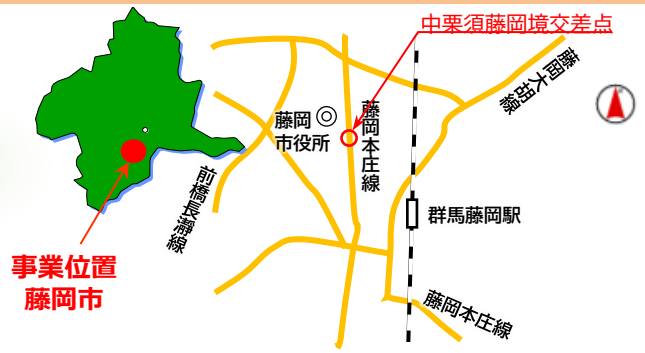 中栗須藤岡境交差点
藤岡大胡線
藤岡
市役所
藤岡本庄線
前橋長瀞線
群馬藤岡駅
事業位置
藤岡市
藤岡本庄線